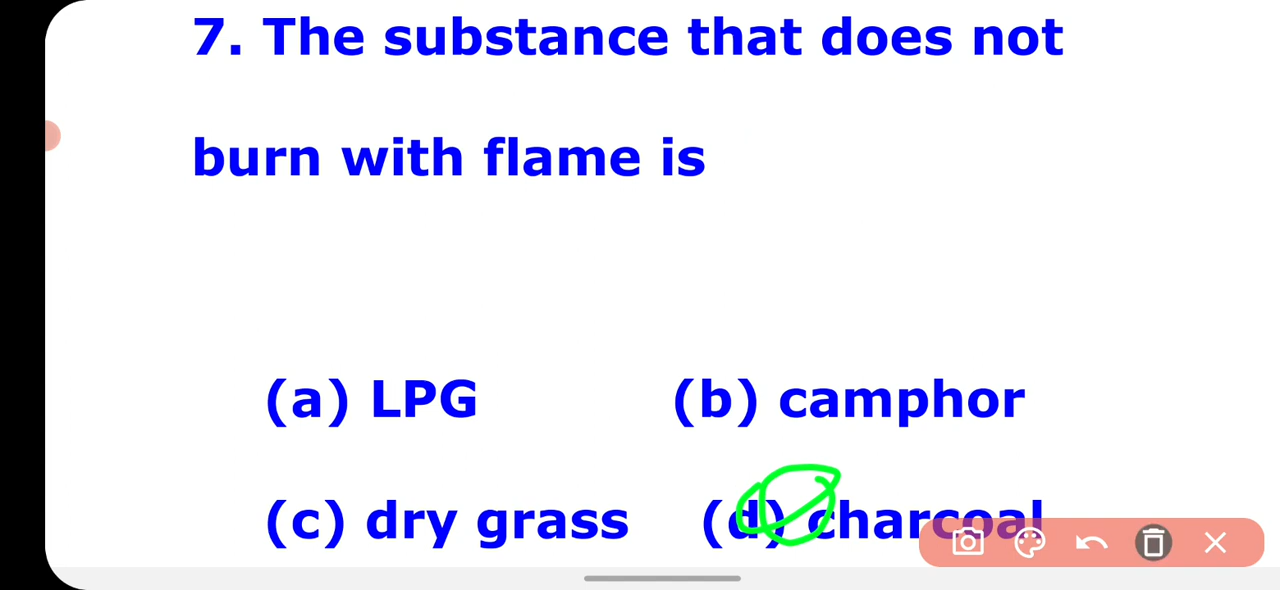 7. The substance that does not
burn with flame is
(a) LPG (b) camphor
(c) dry grass (d) charcoal